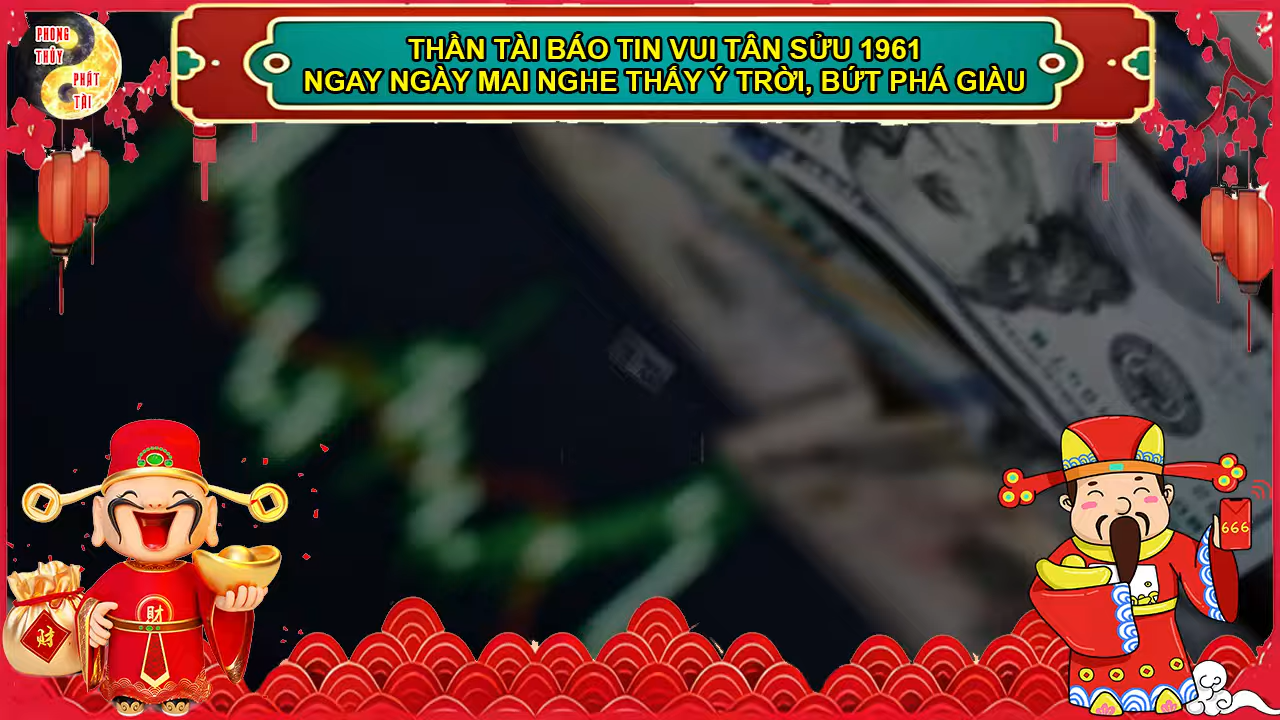 PHONG
THỦY
PHÁT
TÀI
THẦN TÀI BÁO TIN VUI TÂN SỬU 1961
NGAY NGÀY MAI NGHE THẤY Ý TRỜI, BỨT PHÁ GIÀU
財
財
666